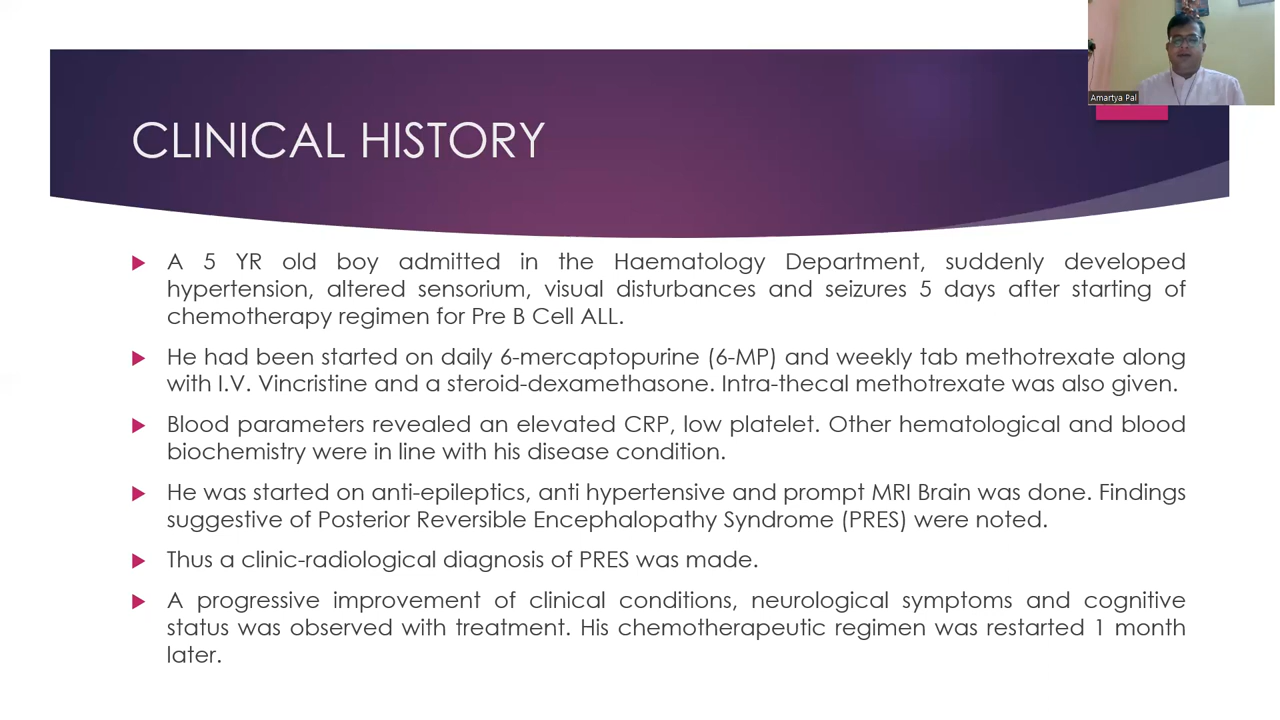 Amartya Pal
CLINICAL HISTORY
A 5 YR old boy admitted in the Haematology Department, suddenly developed
hypertension, altered sensorium, visual disturbances and seizures 5 days after starting of
chemotherapy regimen for Pre B Cell ALL.
He had been started on daily 6-mercaptopurine (6-MP) and weekly tab methotrexate along
with I.V. Vincristine and a steroid-dexamethasone. Intra-thecal methotrexate was also given.
Blood parameters revealed an elevated CRP, low platelet. Other hematological and blood
biochemistry were in line with his disease condition.
He was started on anti-epileptics, anti hypertensive and prompt MRI Brain was done. Findings
suggestive of Posterior Reversible Encephalopathy Syndrome (PRES) were noted.
Thus a clinic-radiological diagnosis of PRES was made.
A progressive improvement of clinical conditions, neurological symptoms and cognitive
status was observed with treatment. His chemotherapeutic regimen was restarted 1 month
later.